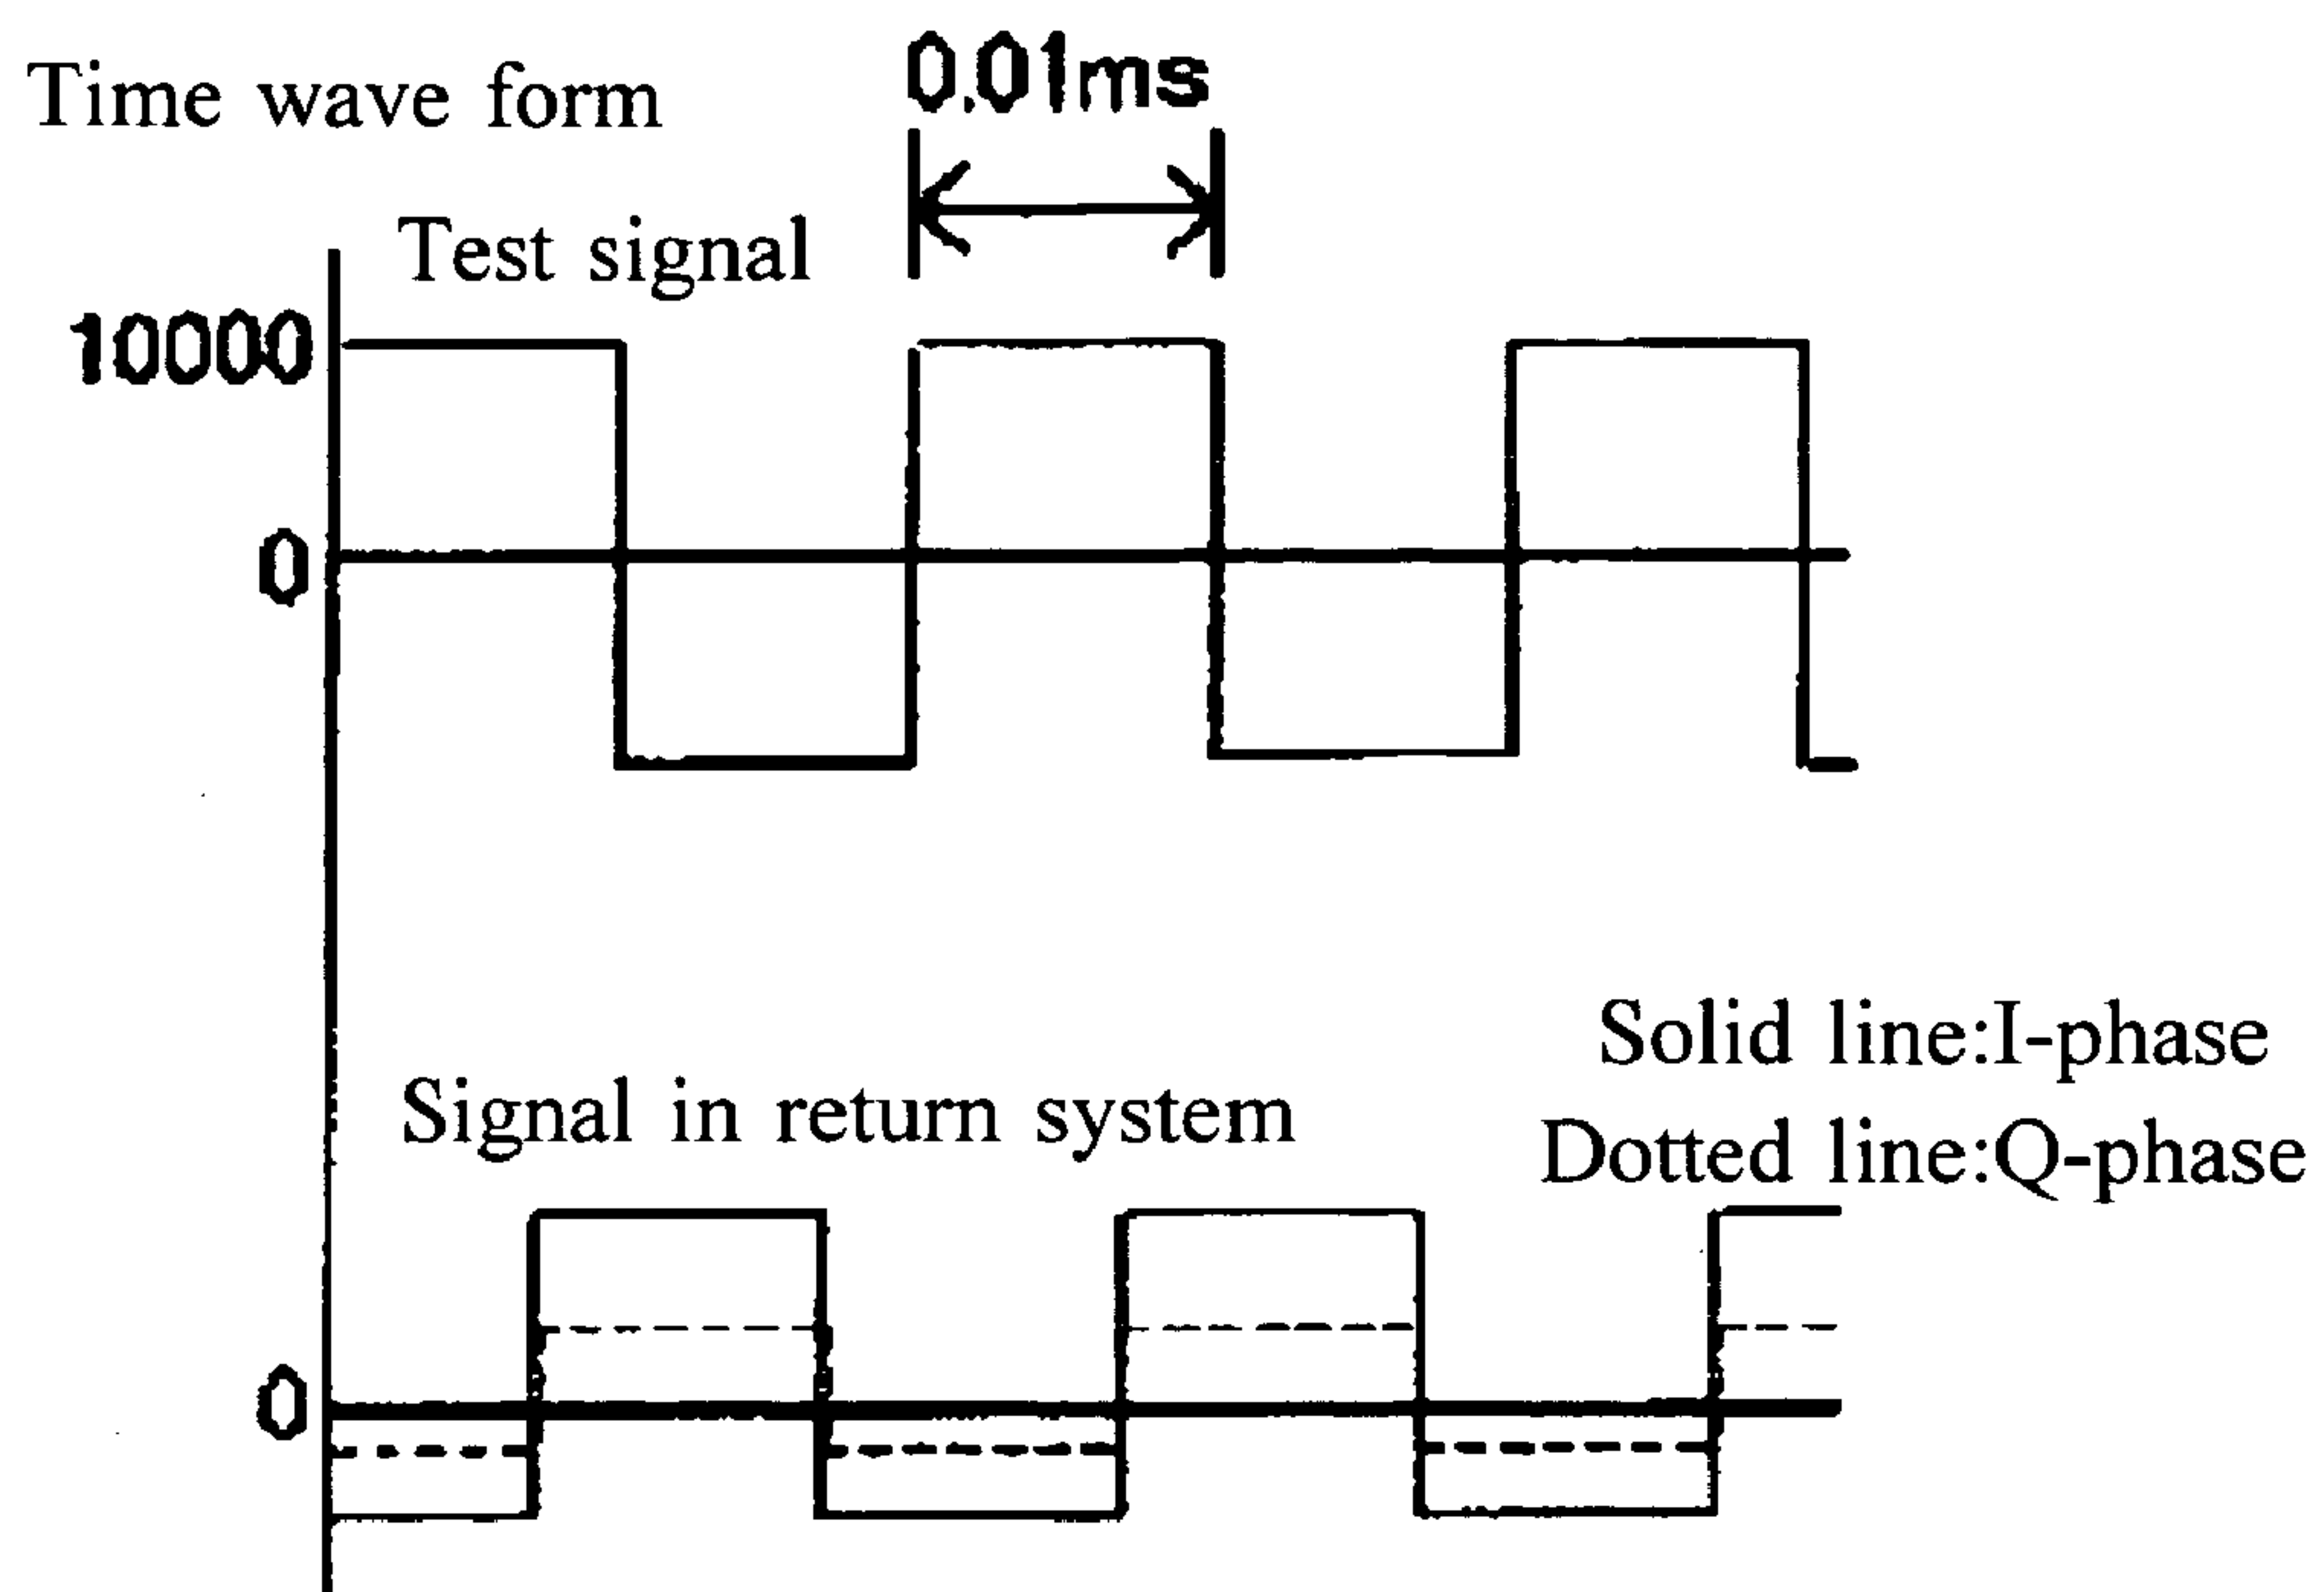 Time wave form
0.01ms
Test signal
10000
0
Solid line:I-phase
Signal in return system
Dotted line:Q-phase
0